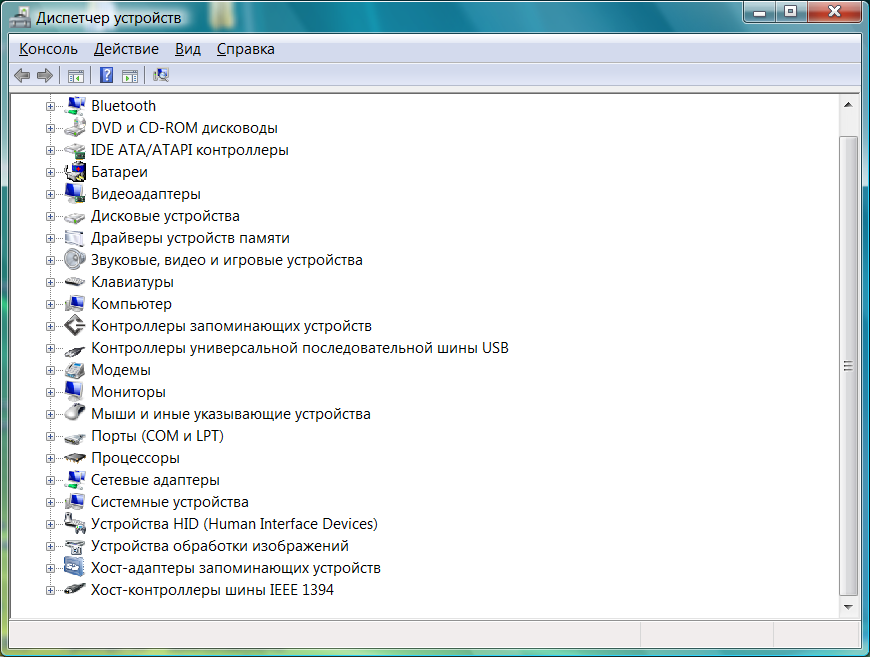 Диспетчер устройств
Консоль Действие Вид Справка
Bluetooth
DVD и CD-ROM дисководы
IDE ATA/ATAPI контроллеры
Батареи
Видеоадаптеры
Дисковые устройства
Драйверы устройств памяти
Звуковые, видео и игровые устройства
Клавиатуры
Компьютер
Контроллеры запоминающих устройств
Контроллеры универсальной последовательной шины USB
Модемы
Мониторы
Мыши и иные указывающие устройства
Порты (COM и LPT)
Процессоры
Сетевые адаптеры
Системные устройства
Устройства HID (Human Interface Devices)
Устройства обработки изображений
Хост-адаптеры запоминающих устройств
Хост-контроллеры шины IEEE 1394